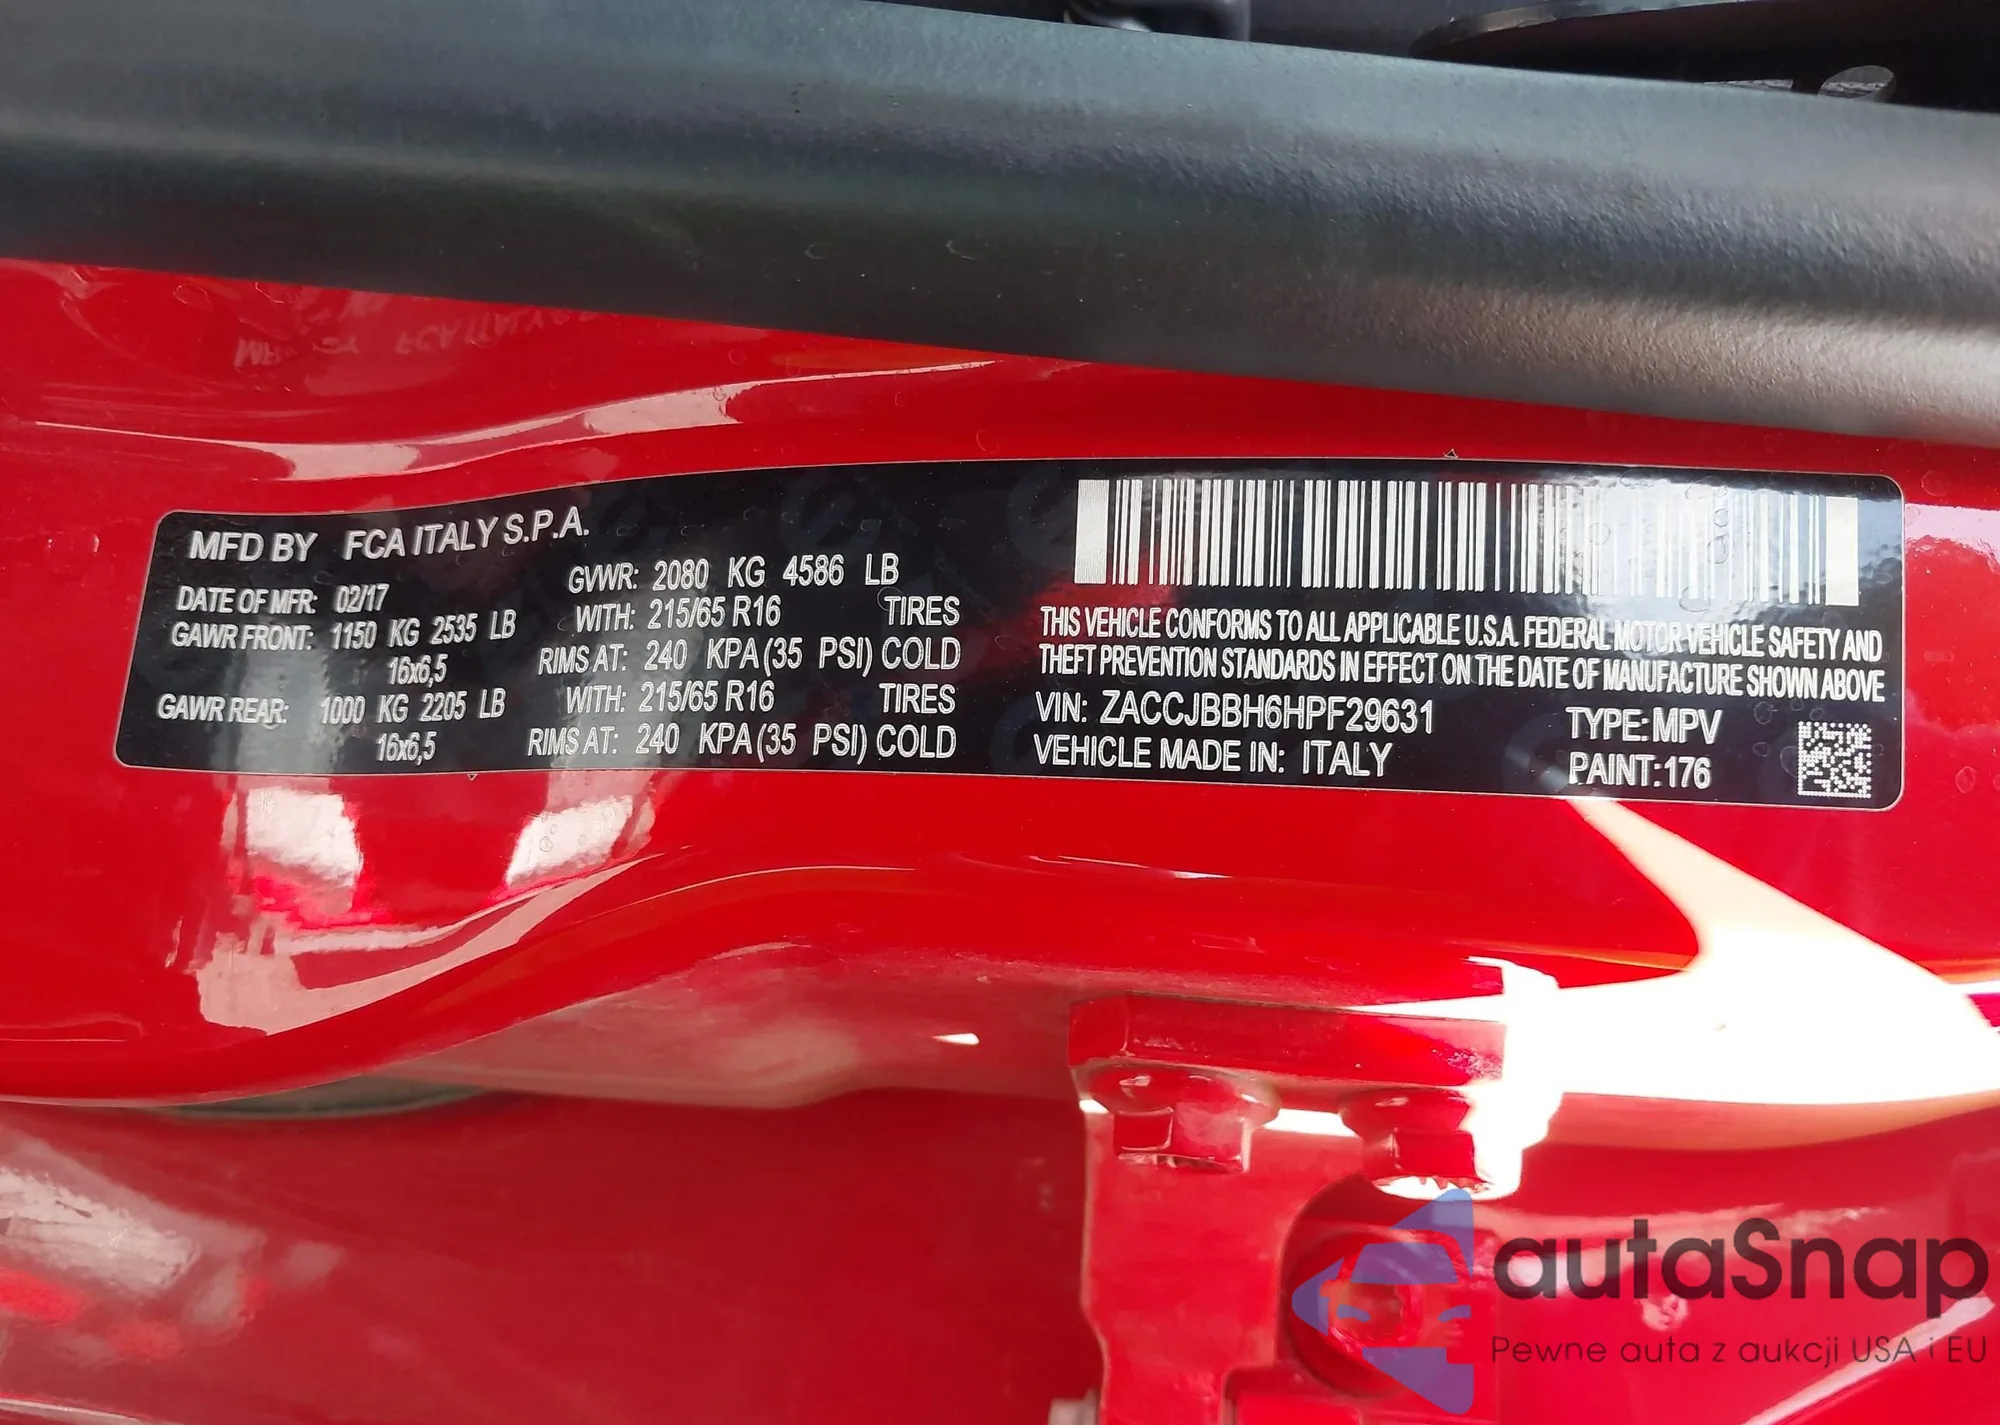 MFD BY FCA ITALY S.P.A.
DATE OF MFR: 02/17 GVWR: 2080 KG 4586 LB
GAWR FRONT: 1150 KG 2535 LB WITH: 215/65 R16 TIRES
16x6,5 RIMS AT: 240 KPA (35 PSI) COLD
GAWR REAR: 1000 KG 2205 LB WITH: 215/65 R16 TIRES
16x6,5 RIMS AT: 240 KPA (35 PSI) COLD
THIS VEHICLE CONFORMS TO ALL APPLICABLE U.S.A. FEDERAL MOTOR VEHICLE SAFETY AND
THEFT PREVENTION STANDARDS IN EFFECT ON THE DATE OF MANUFACTURE SHOWN ABOVE
VIN: ZACCJBBH6HPF29631 TYPE: MPV
VEHICLE MADE IN: ITALY PAINT: 176
autaSnap
Pewne auta z aukcji USA i EU